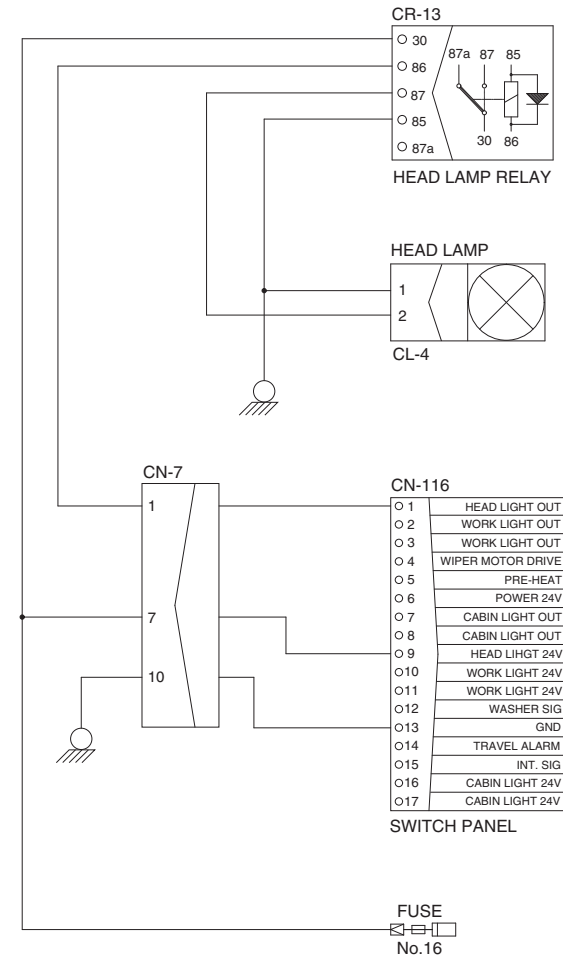 CR-13
30
86
87
85
87a
87a 87 85
30 86
HEAD LAMP RELAY
HEAD LAMP
1
2
CL-4
CN-7
1
7
10
CN-116
1 HEAD LIGHT OUT
2 WORK LIGHT OUT
3 WORK LIGHT OUT
4 WIPER MOTOR DRIVE
5 PRE-HEAT
6 POWER 24V
7 CABIN LIGHT OUT
8 CABIN LIGHT OUT
9 HEAD LIHGT 24V
10 WORK LIGHT 24V
11 WORK LIGHT 24V
12 WASHER SIG
13 GND
14 TRAVEL ALARM
15 INT. SIG
16 CABIN LIGHT 24V
17 CABIN LIGHT 24V
SWITCH PANEL
FUSE
No.16